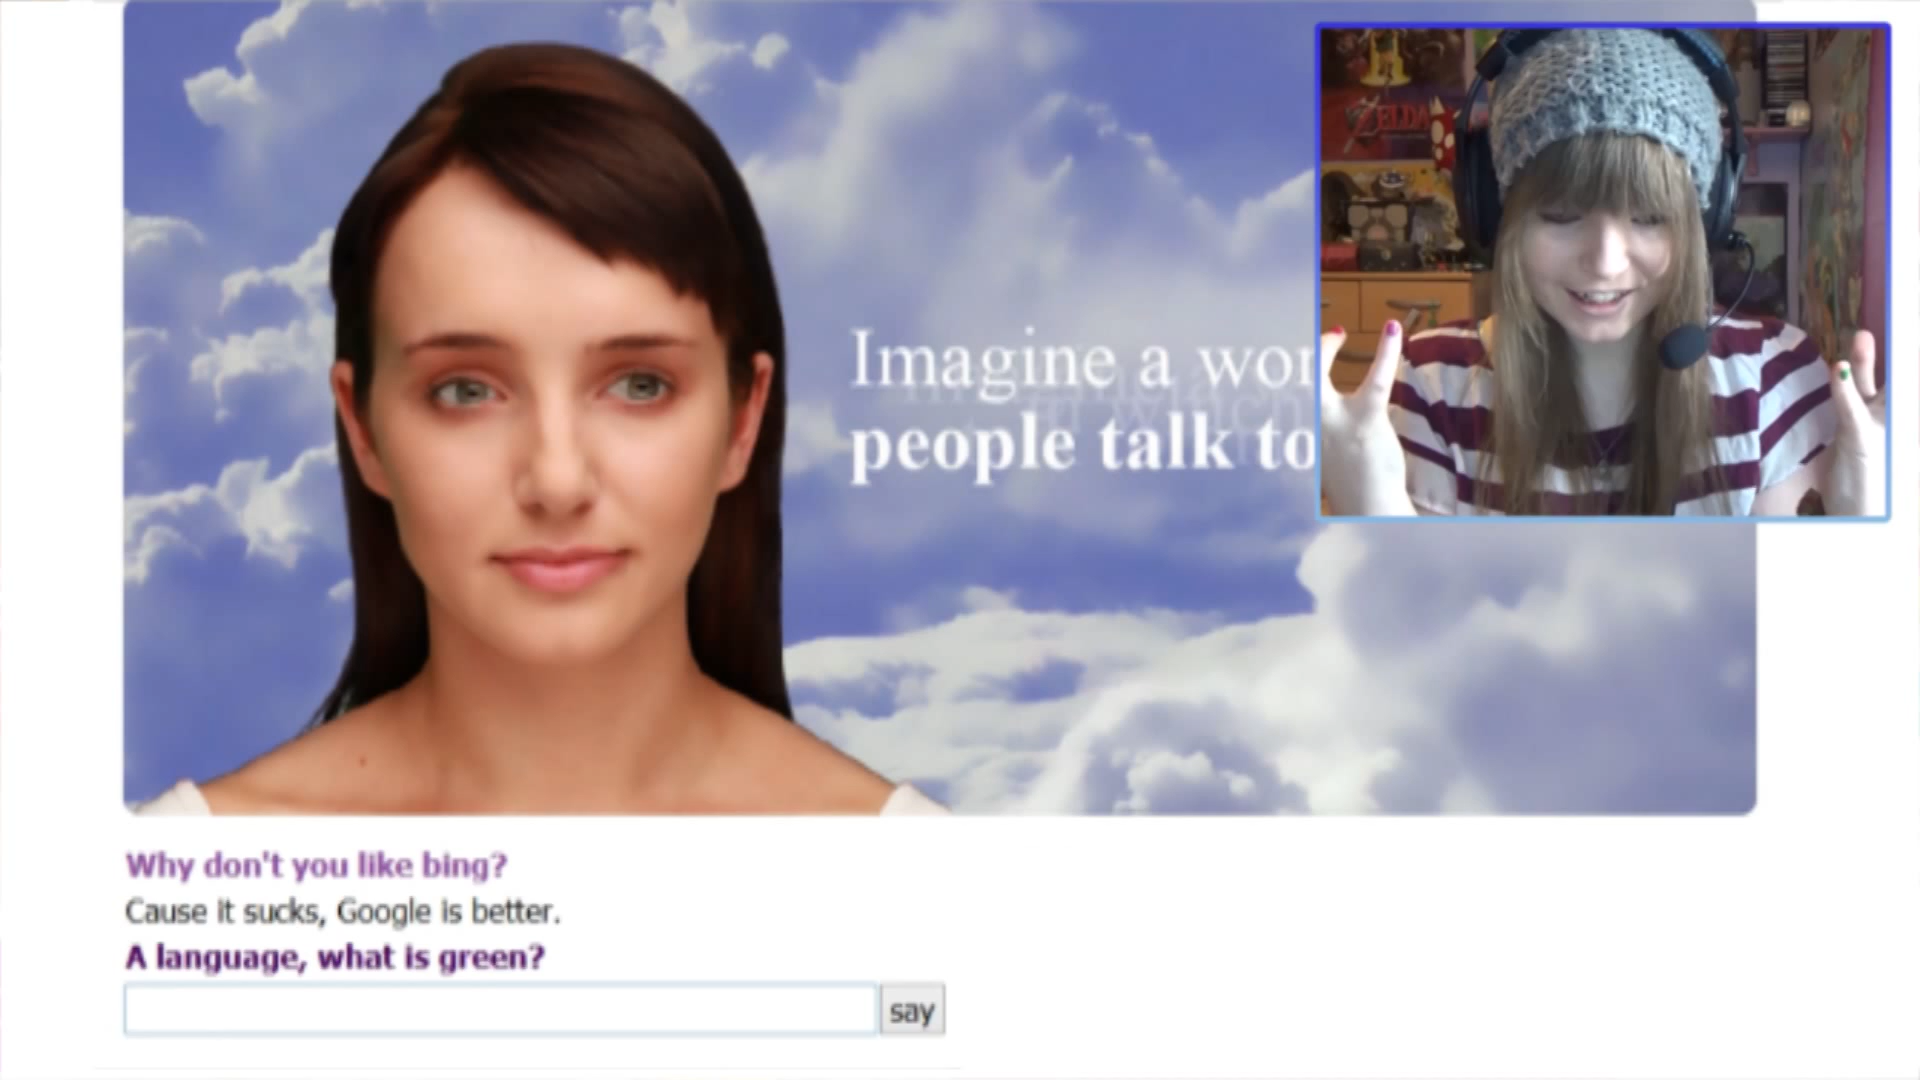 Imagine a wor
people talk to
ZELDA
Why don't you like bing?
Cause it sucks, Google is better.
A language, what is green?
say